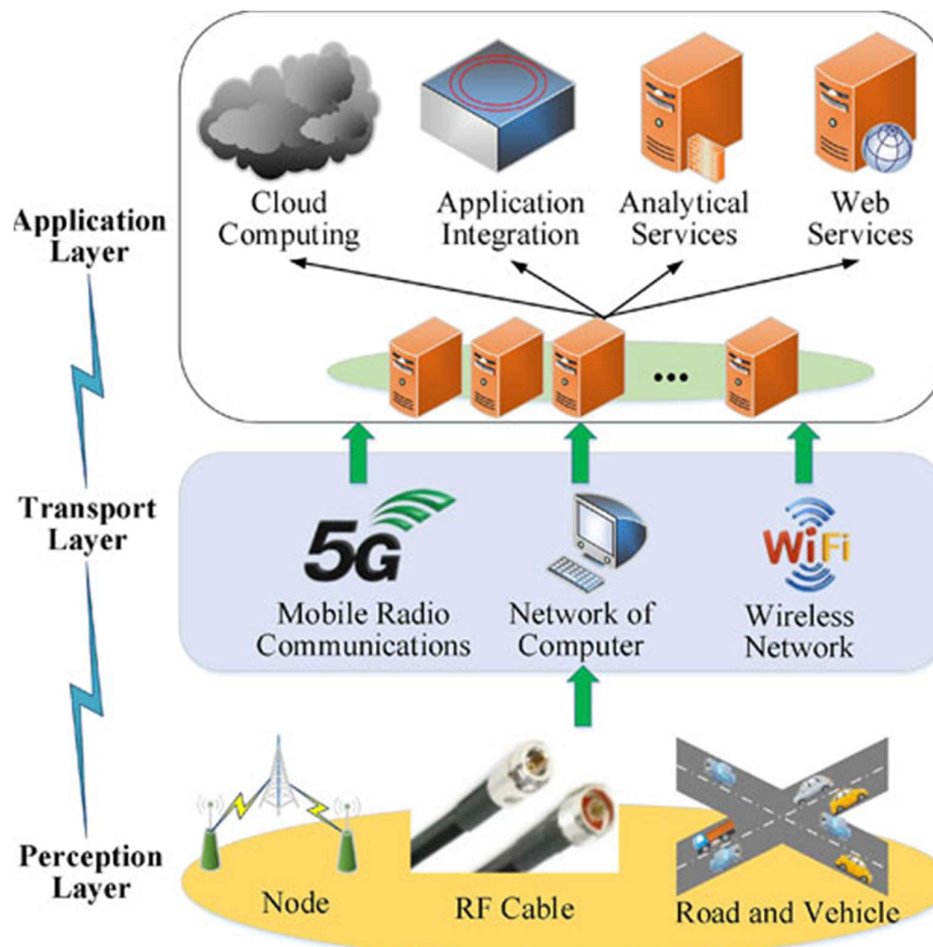 Cloud
Computing
Application
Integration
Analytical
Services
Web
Services
Application
Layer
...
Transport
Layer
5G
Mobile Radio
Communications
Network of
Computer
WiFi
Wireless
Network
Perception
Layer
Node
RF Cable
Road and Vehicle